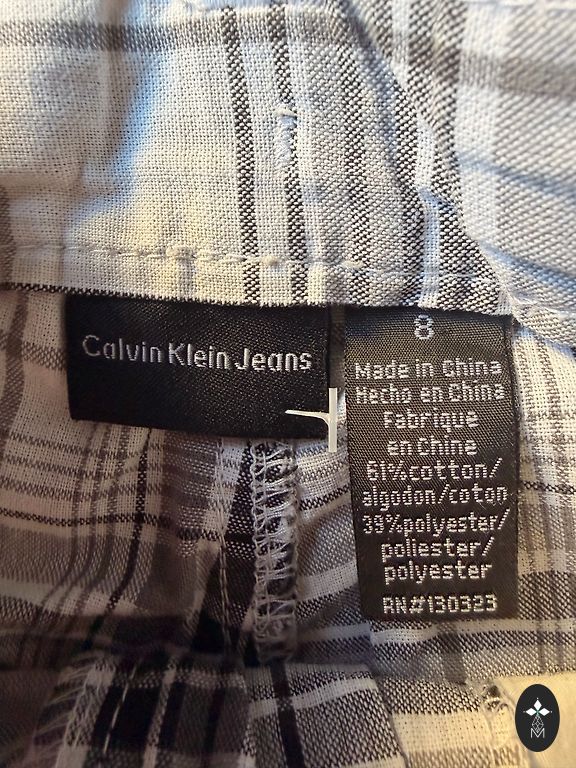 Calvin Klein Jeans
8
Made in China
Hecho en China
Fabrique
en Chine
61%cotton/
algodon/coton
39%polyester/
poliester/
polyester
RN#130323
M